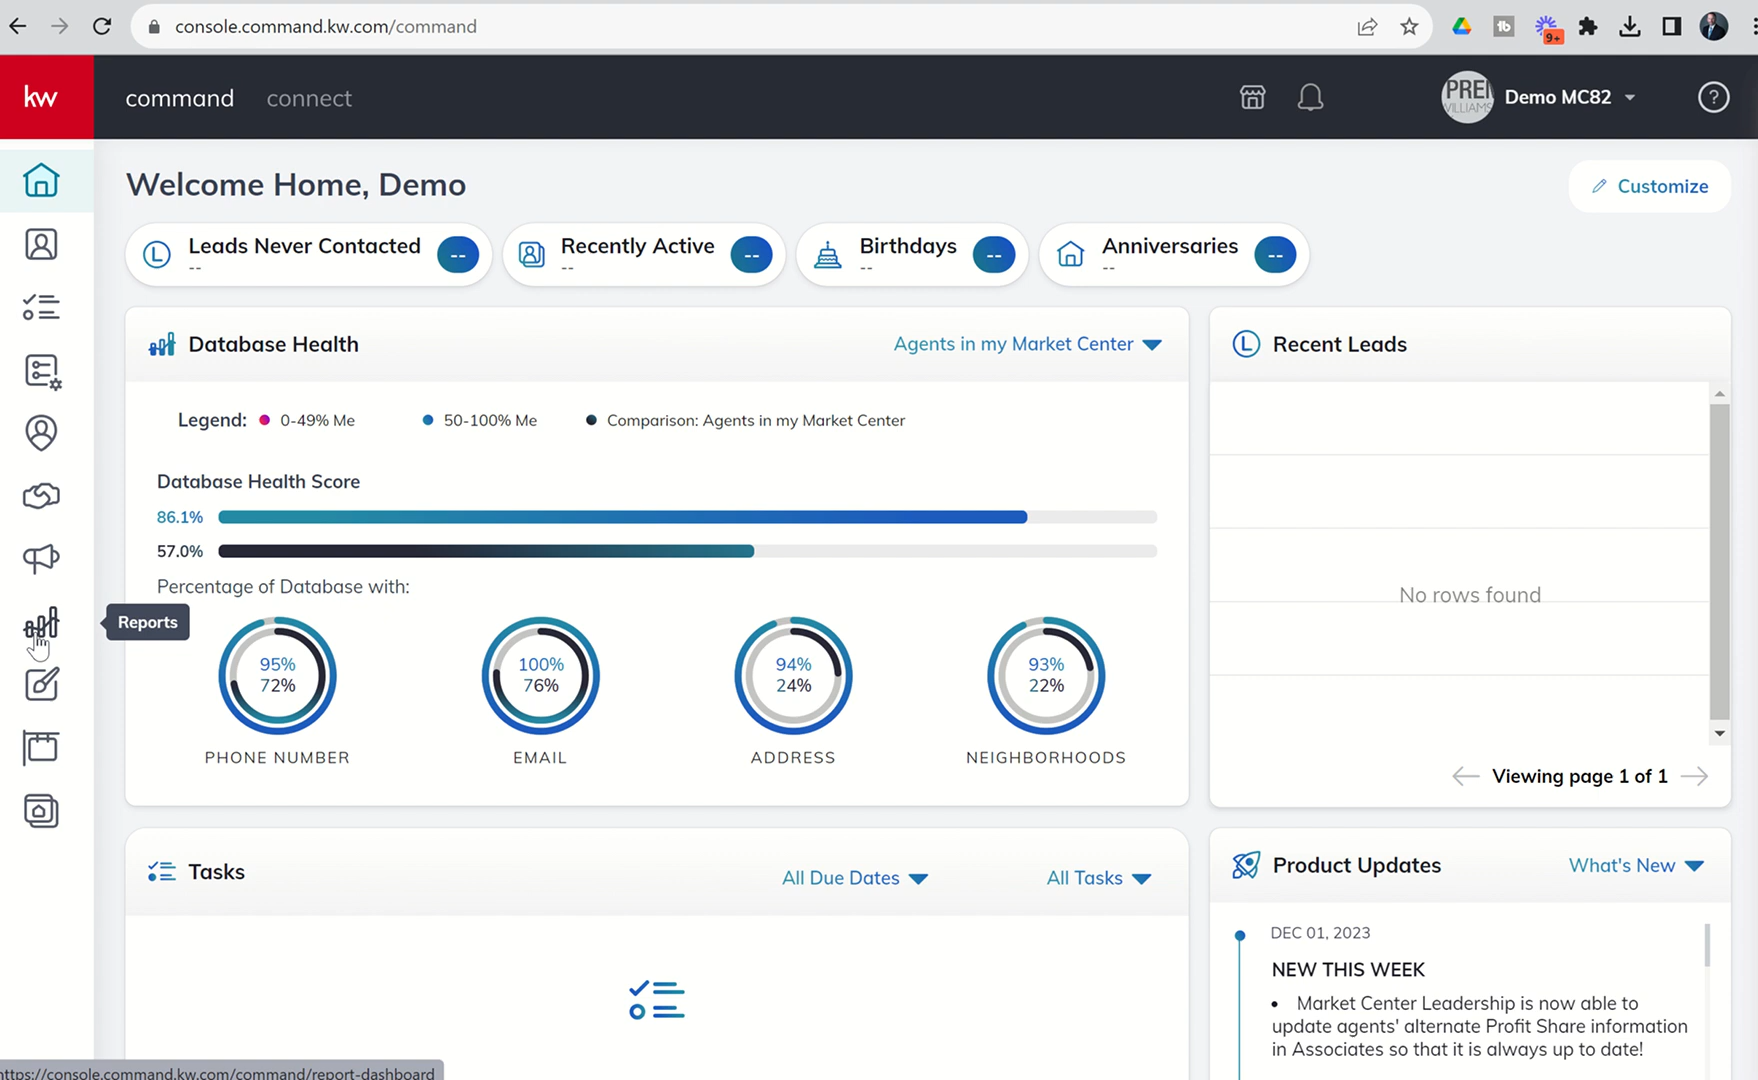 console.command.kw.com/command
9+
kw
command
connect
PREI
WILLIAMS
Demo MC82
Welcome Home, Demo
Customize
Leads Never Contacted
--
--
Recently Active
--
--
Birthdays
--
--
Anniversaries
--
--
Database Health
Agents in my Market Center
Legend:
0-49% Me
50-100% Me
Comparison: Agents in my Market Center
Database Health Score
86.1%
57.0%
Percentage of Database with:
95%
72%
PHONE NUMBER
100%
76%
EMAIL
94%
24%
ADDRESS
93%
22%
NEIGHBORHOODS
Recent Leads
No rows found
Viewing page 1 of 1
Reports
Tasks
All Due Dates
All Tasks
Product Updates
What's New
DEC 01, 2023
NEW THIS WEEK
• Market Center Leadership is now able to
update agents' alternate Profit Share information
in Associates so that it is always up to date!
https://console.command.kw.com/command/report-dashboard